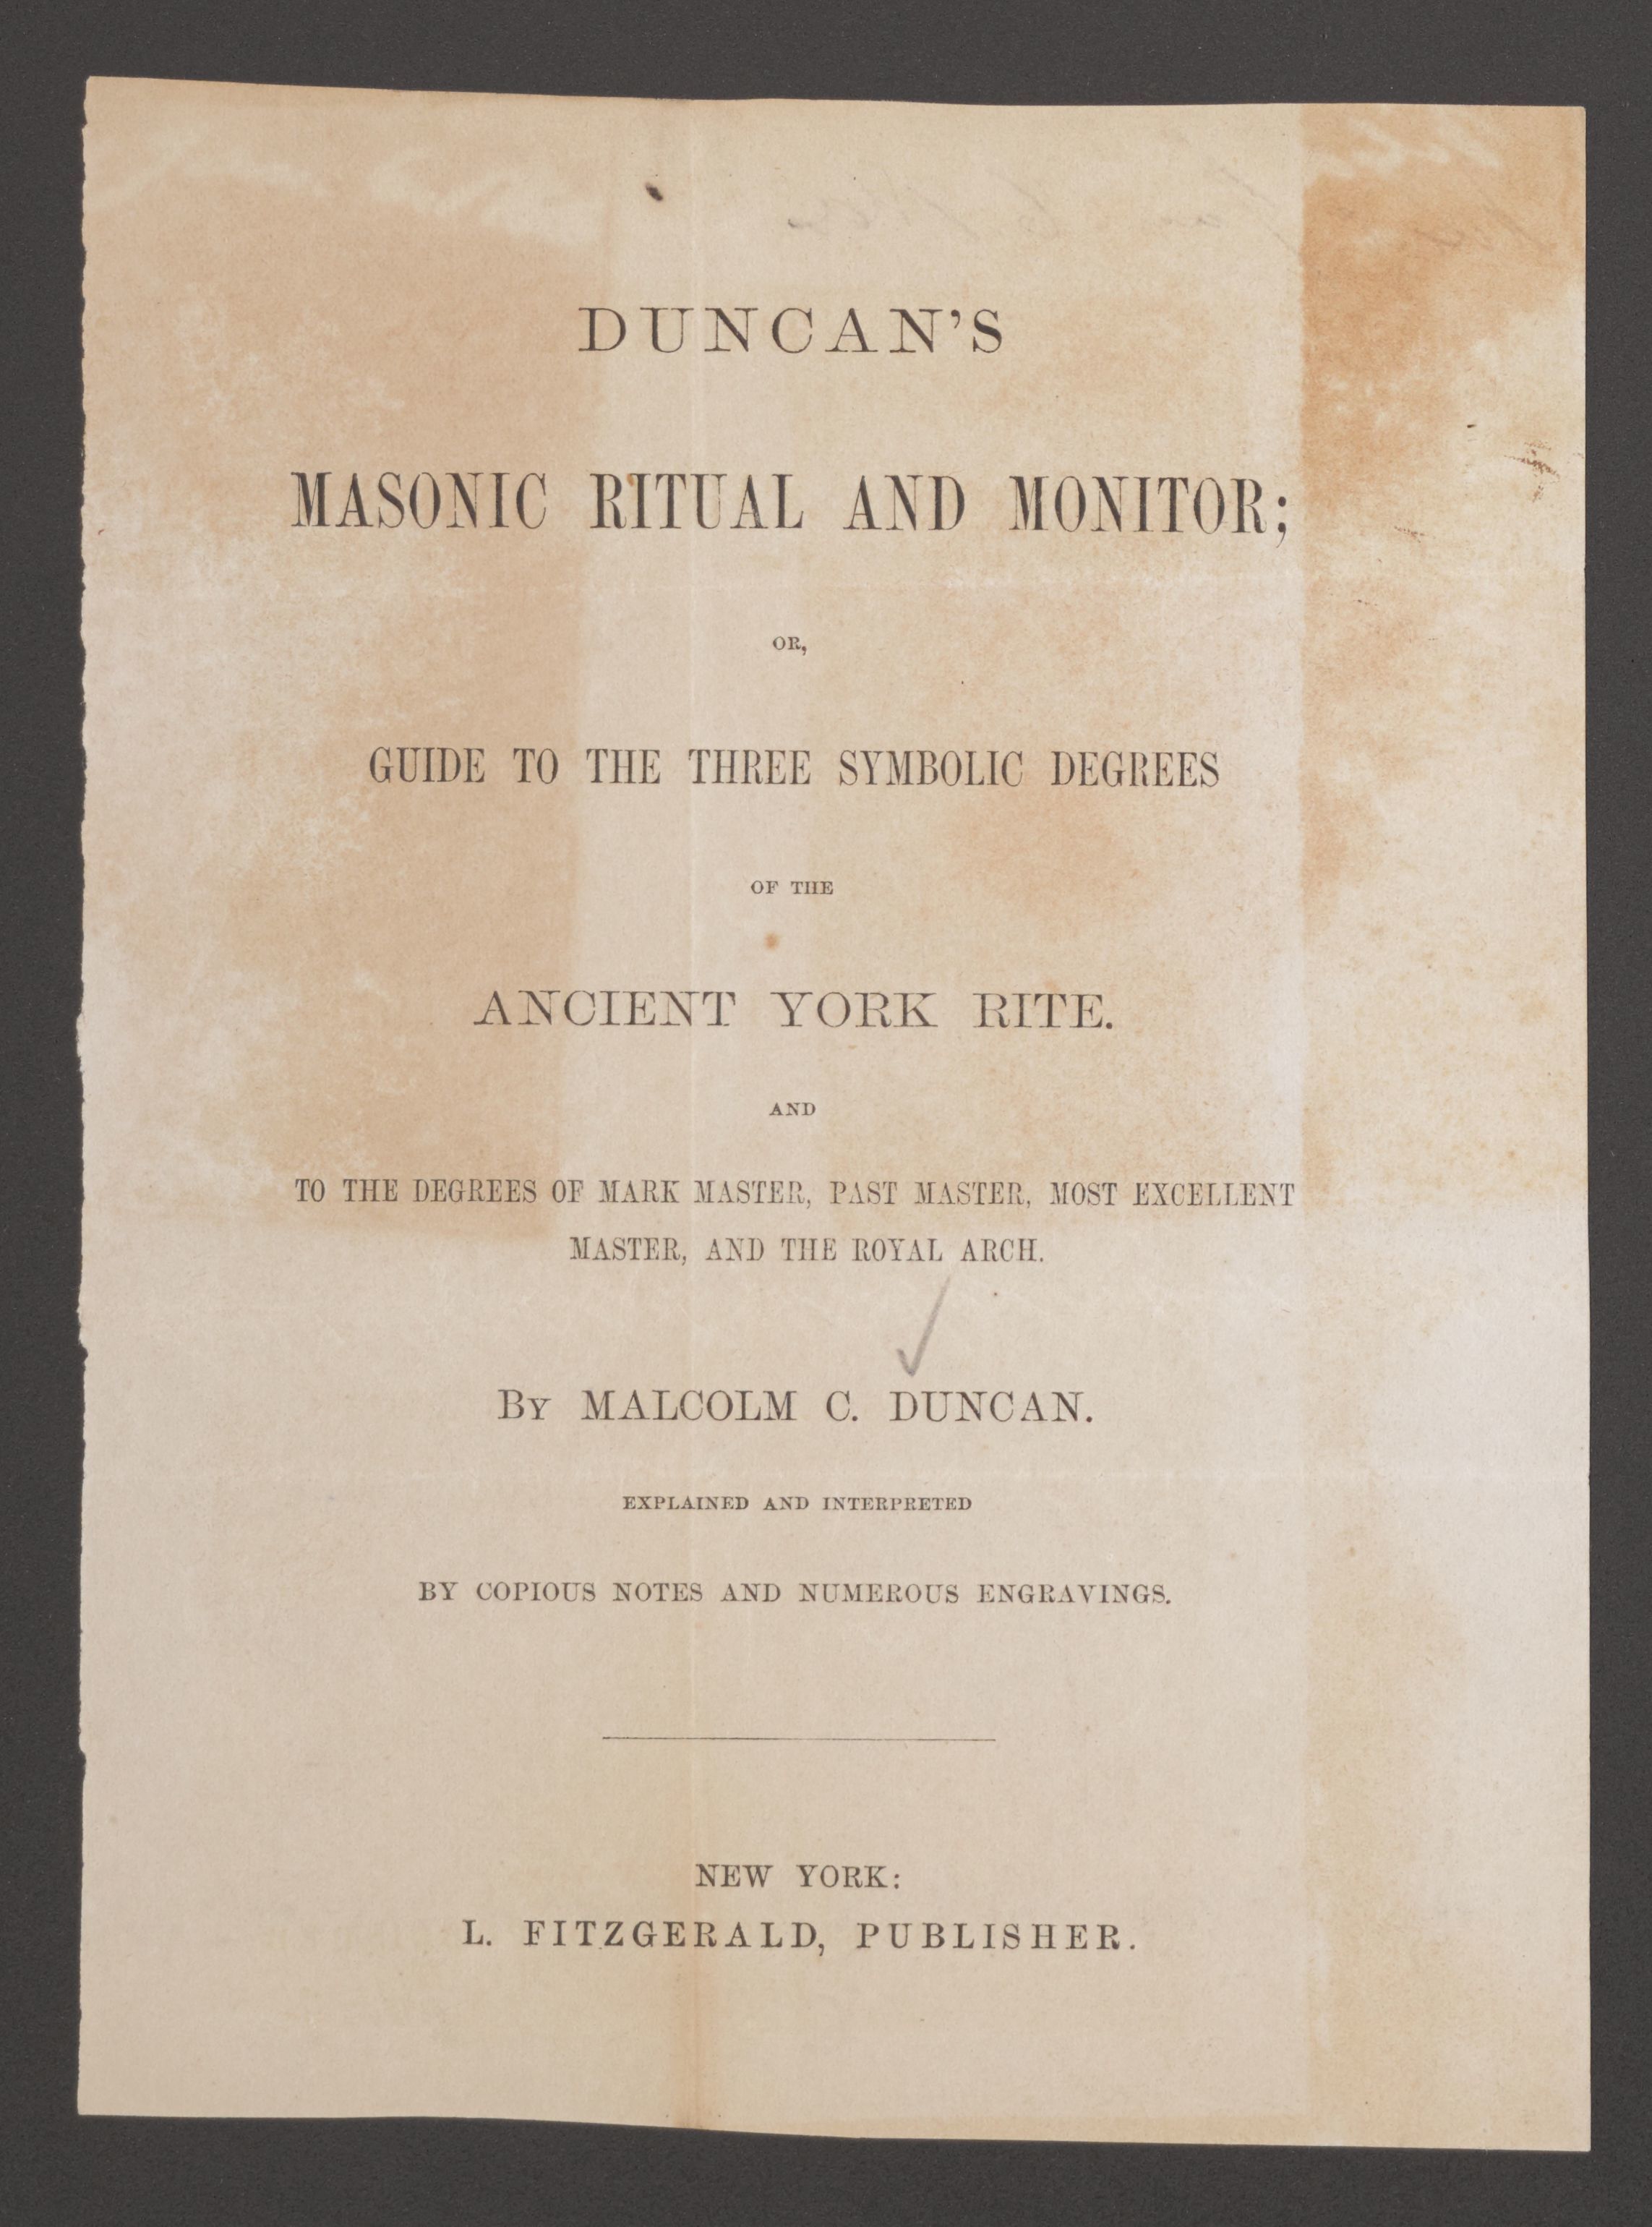 DUNCAN'S
MASONIC RITUAL AND MONITOR;
OR,
GUIDE TO THE THREE SYMBOLIC DEGREES
OF THE
ANCIENT YORK RITE.
AND
TO THE DEGREES OF MARK MASTER, PAST MASTER, MOST EXCELLENT
MASTER, AND THE ROYAL ARCH.
By MALCOLM C. DUNCAN.
EXPLAINED AND INTERPRETED
BY COPIOUS NOTES AND NUMEROUS ENGRAVINGS.
NEW YORK:
L. FITZGERALD, PUBLISHER.